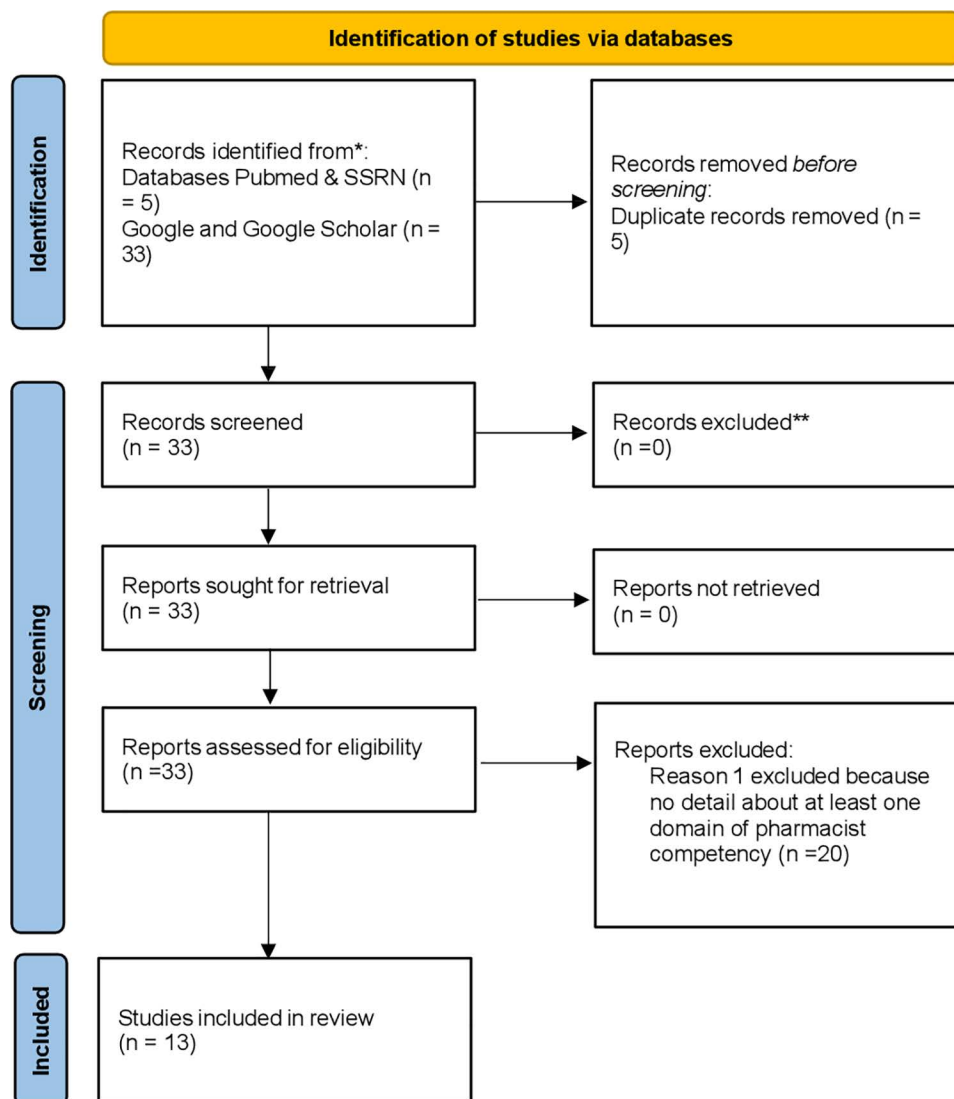 Identification of studies via databases
Identification
Records identified from*:
Databases Pubmed & SSRN (n
= 5)
Google and Google Scholar (n =
33)
Records removed before
screening:
Duplicate records removed (n =
5)
Screening
Records screened
(n = 33)
Records excluded**
(n =0)
Reports sought for retrieval
(n = 33)
Reports not retrieved
(n = 0)
Reports assessed for eligibility
(n =33)
Reports excluded:
Reason 1 excluded because
no detail about at least one
domain of pharmacist
competency (n =20)
Included
Studies included in review
(n = 13)